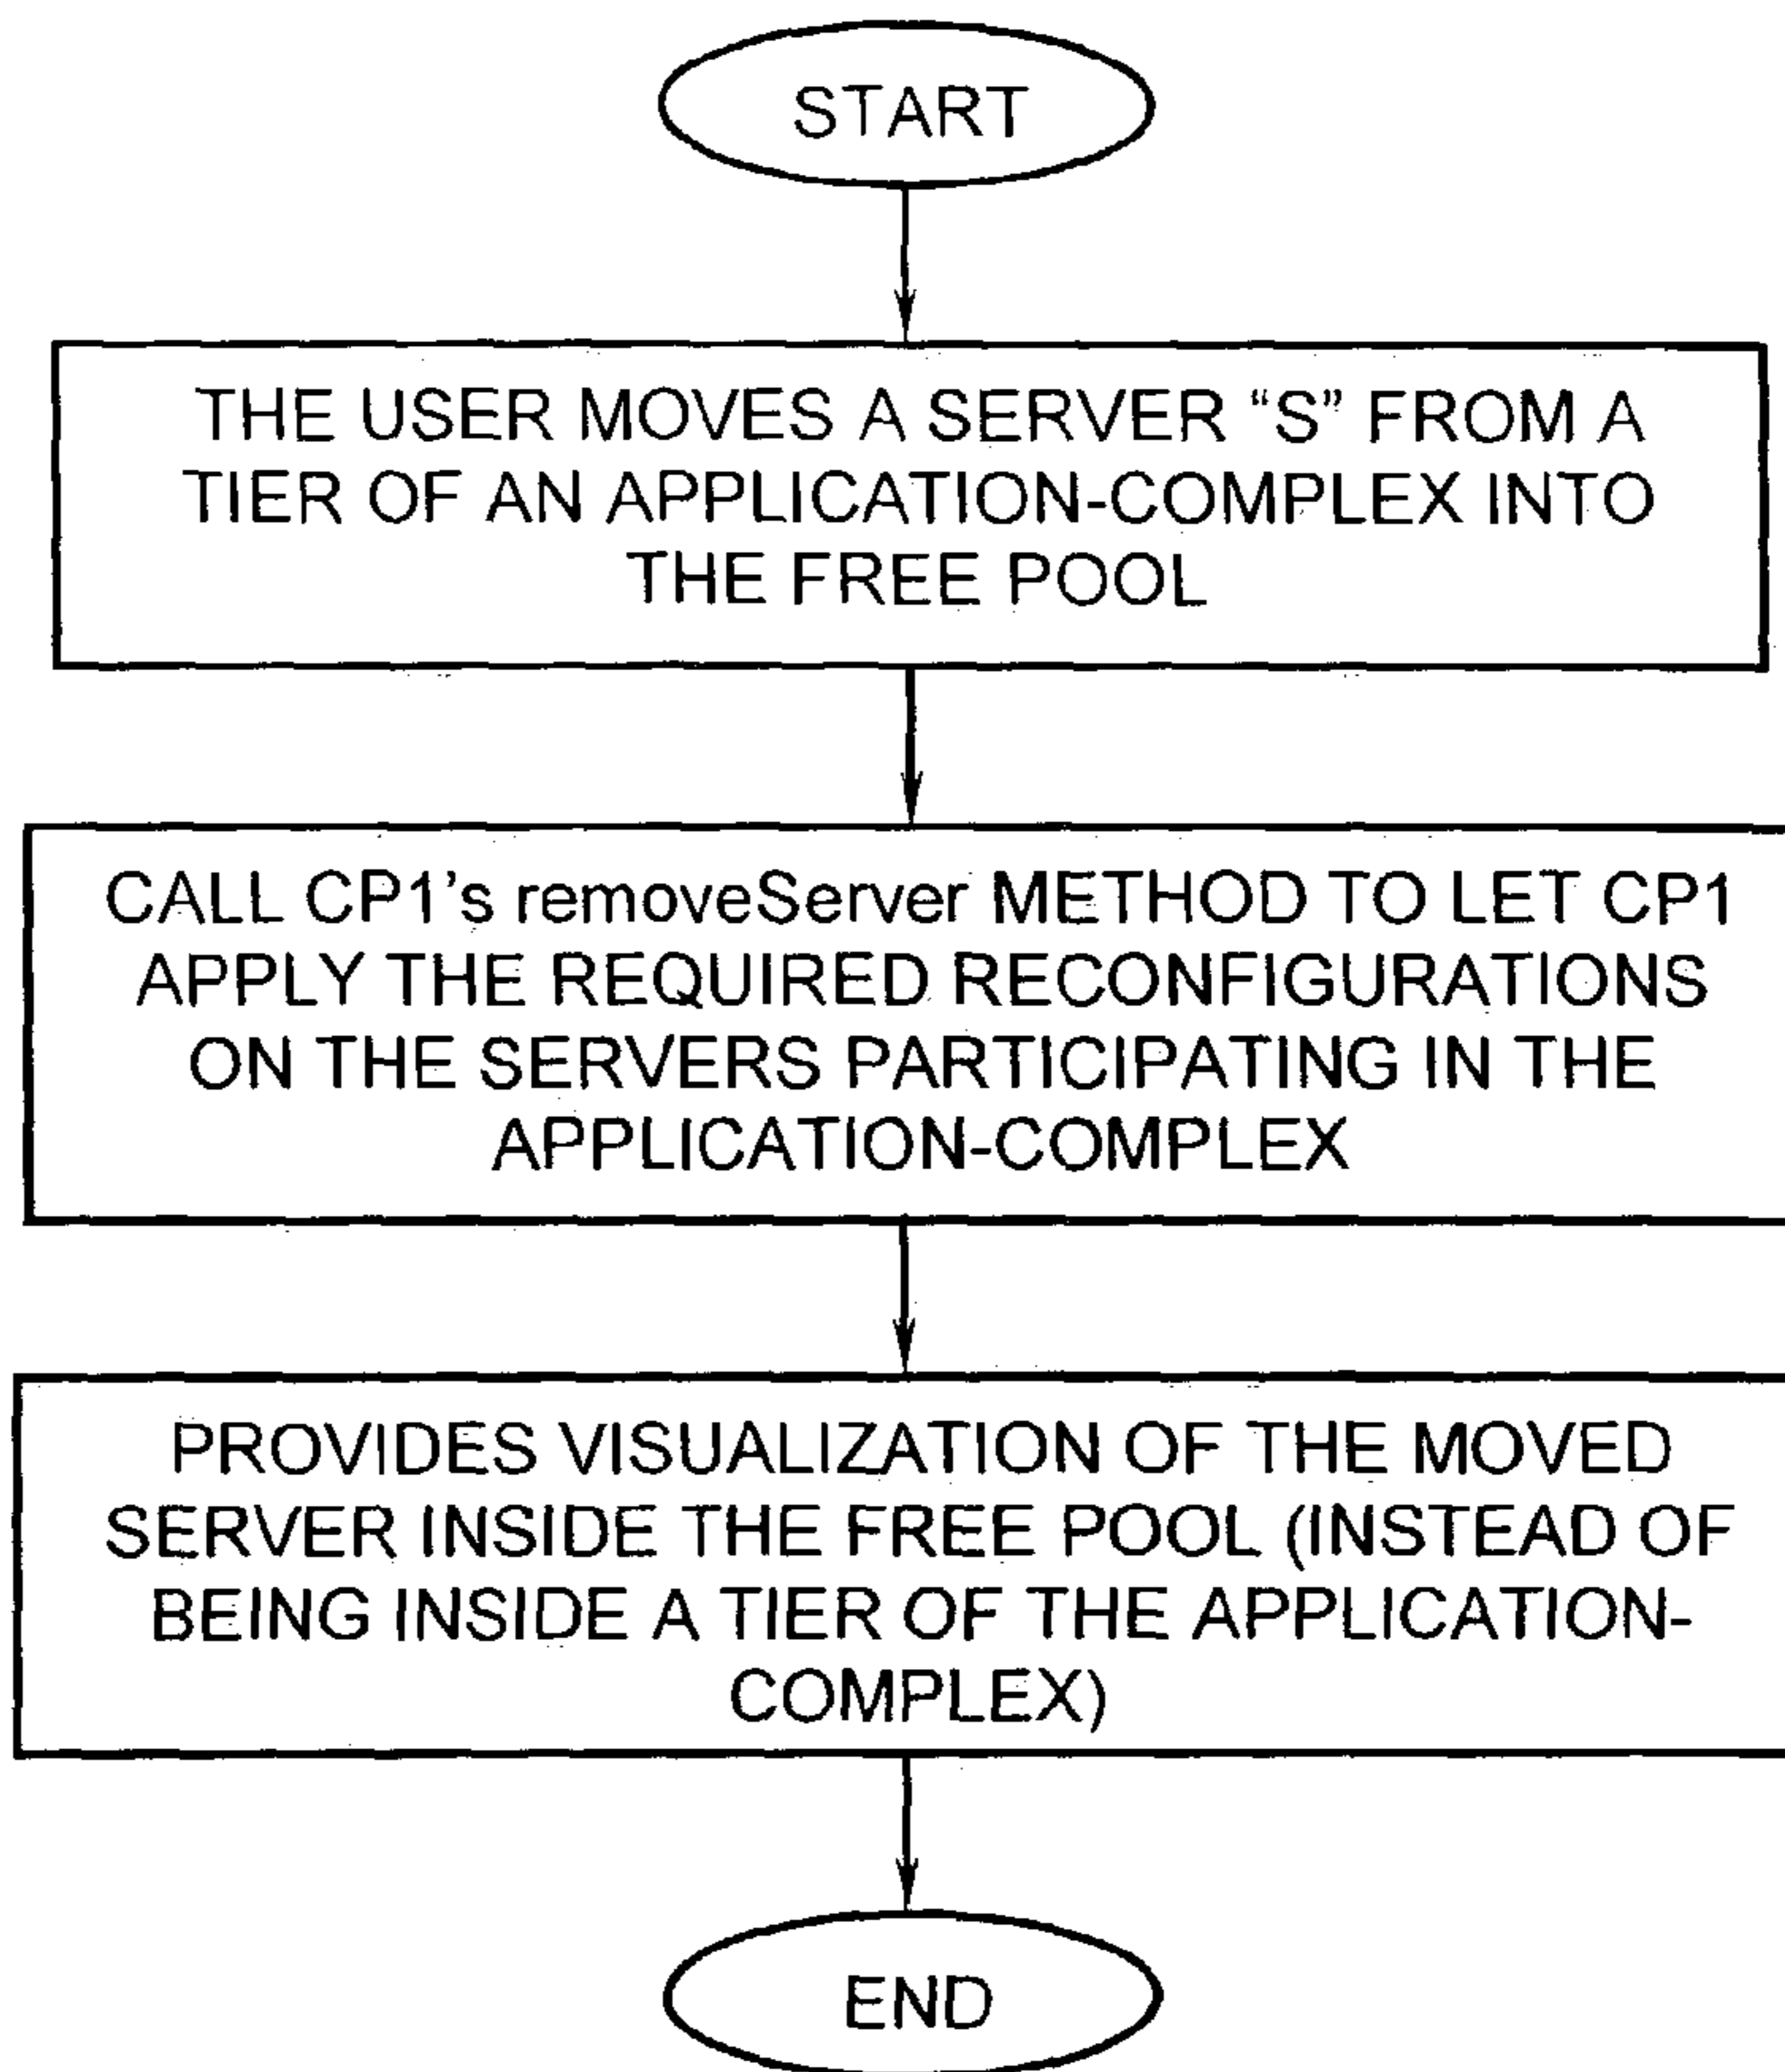 START
THE USER MOVES A SERVER “S” FROM A
TIER OF AN APPLICATION-COMPLEX INTO
THE FREE POOL
CALL CP1’s removeServer METHOD TO LET CP1
APPLY THE REQUIRED RECONFIGURATIONS
ON THE SERVERS PARTICIPATING IN THE
APPLICATION-COMPLEX
PROVIDES VISUALIZATION OF THE MOVED
SERVER INSIDE THE FREE POOL (INSTEAD OF
BEING INSIDE A TIER OF THE APPLICATION-
COMPLEX)
END